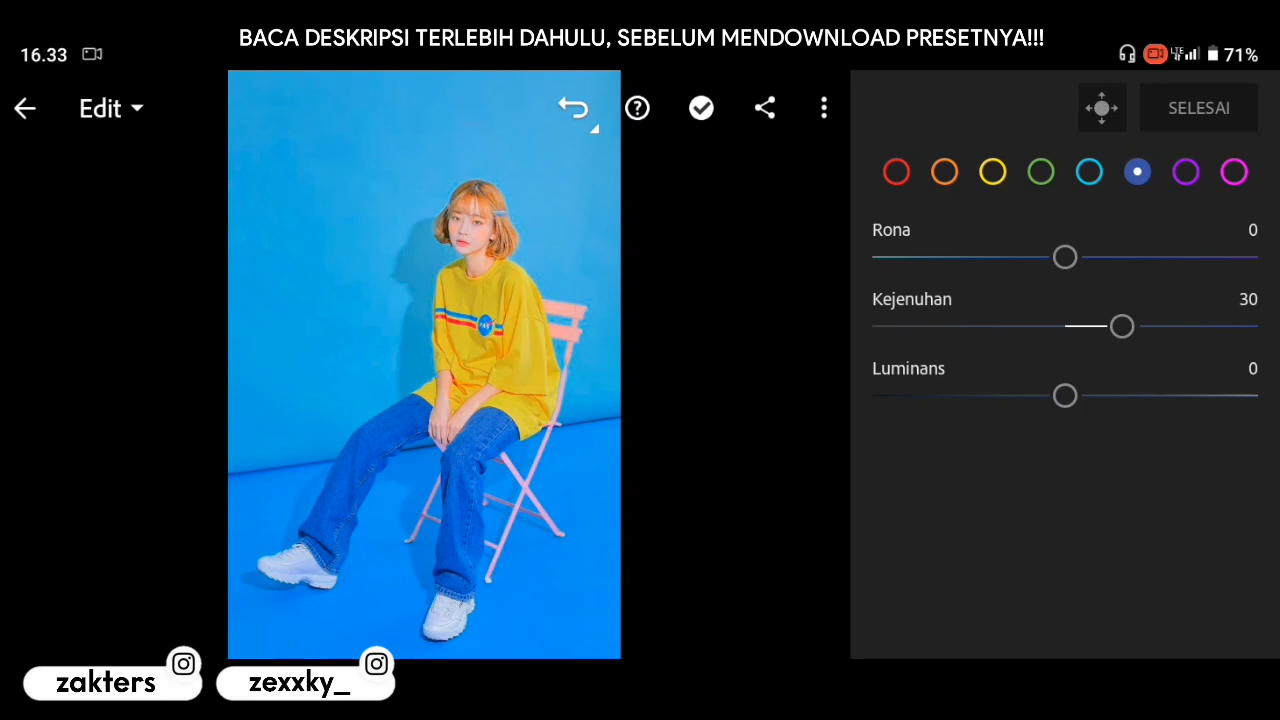 BACA DESKRIPSI TERLEBIH DAHULU, SEBELUM MENDOWNLOAD PRESETNYA!!!
16.33
LTE 71%
Edit
SELESAI
Rona 0
Kejenuhan 30
Luminans 0
zakters
zexxky_